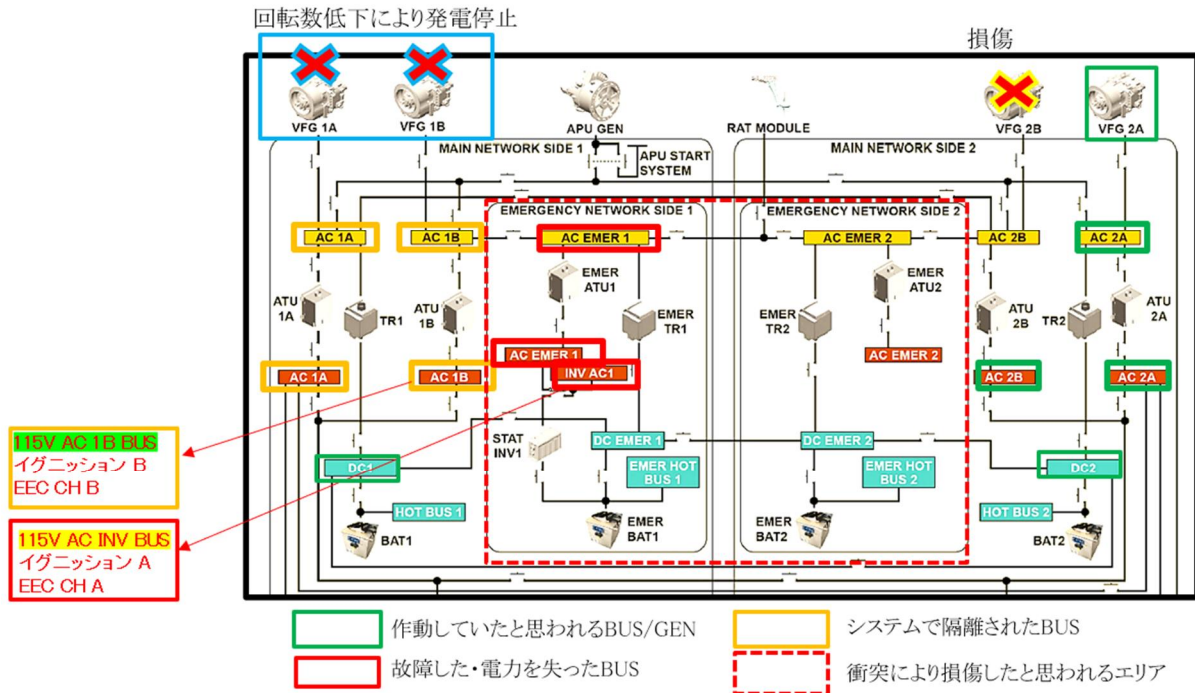 回転数低下により発電停止
損傷
VFG 1A
VFG 1B
APU GEN
RAT MODULE
VFG 2B
VFG 2A
MAIN NETWORK SIDE 1
APU START
SYSTEM
MAIN NETWORK SIDE 2
EMERGENCY NETWORK SIDE 1
EMERGENCY NETWORK SIDE 2
AC 1A
AC 1B
AC EMER 1
AC EMER 2
AC 2B
AC 2A
ATU
1A
TR1
ATU
1B
EMER
ATU1
EMER
TR1
EMER
TR2
EMER
ATU2
ATU
2B
TR2
ATU
2A
AC EMER 1
INV AC1
AC EMER 2
AC 1A
AC 1B
AC 2B
AC 2A
115V AC 1B BUS
イグニッション B
EEC CH B
STAT
INV1
DC EMER 1
DC EMER 2
DC1
EMER HOT
BUS 1
EMER HOT
BUS 2
DC2
HOT BUS 1
HOT BUS 2
BAT1
EMER
BAT1
EMER
BAT2
BAT2
115V AC INV BUS
イグニッション A
EEC CH A
作動していたと思われるBUS/GEN
システムで隔離されたBUS
故障した・電力を失ったBUS
衝突により損傷したと思われるエリア